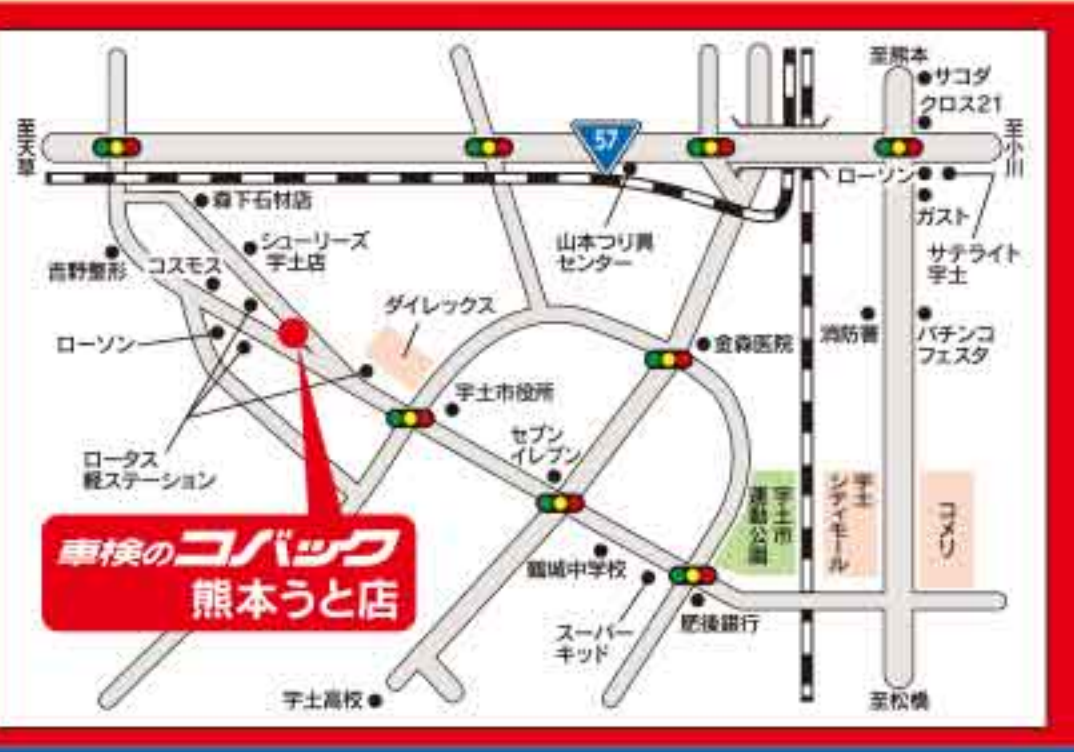 至熊本
サコダ
クロス21
至天草
57
至小川
ローソン
ガスト
サテライト
宇土
森下石材店
シューリーズ
宇土店
山本つり具
センター
吉野整形
コスモス
ダイレックス
ローソン
消防署
パチンコ
フェスタ
金森医院
宇土市役所
セブン
イレブン
ロータス
軽ステーション
宇土市
運動公園
宇土
シティモール
コメリ
車検のコバック
熊本うと店
鶴城中学校
スーパー
キッド
肥後銀行
宇土高校
至松橋